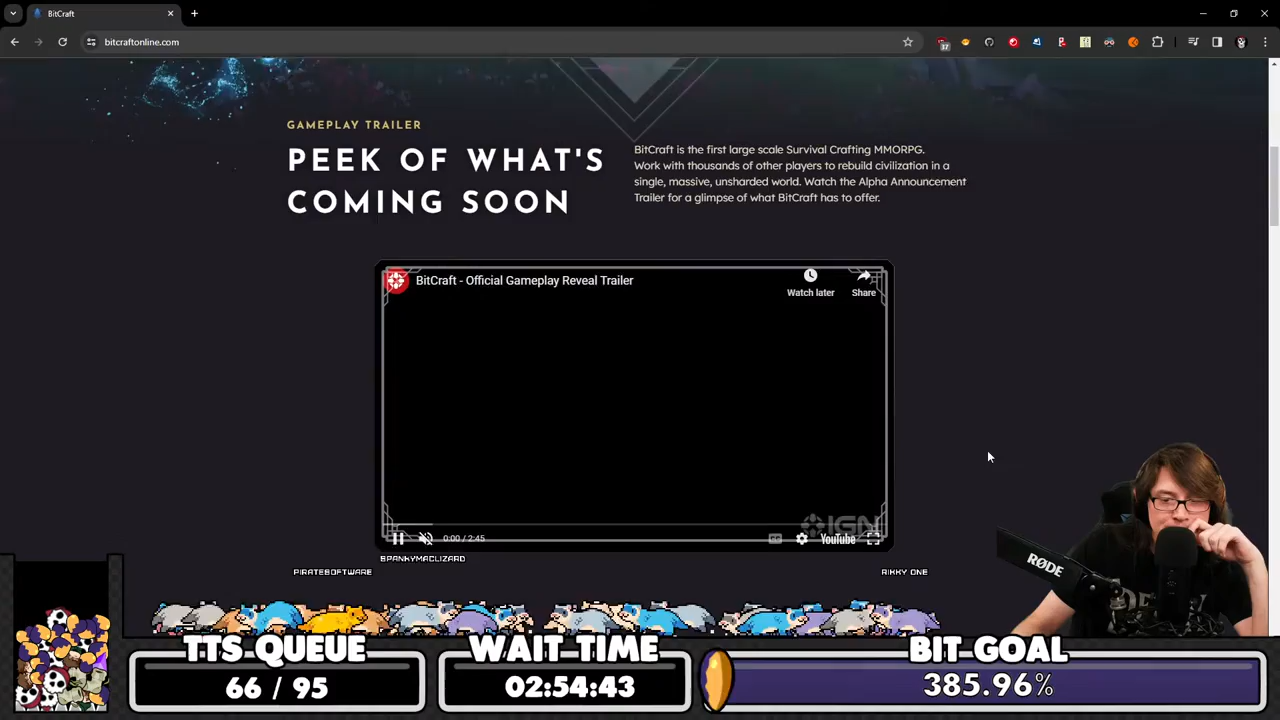 BitCraft
bitcraftonline.com
37
GAMEPLAY TRAILER
PEEK OF WHAT'S
COMING SOON
BitCraft is the first large scale Survival Crafting MMORPG.
Work with thousands of other players to rebuild civilization in a
single, massive, unsharded world. Watch the Alpha Announcement
Trailer for a glimpse of what BitCraft has to offer.
BitCraft - Official Gameplay Reveal Trailer
Watch later
Share
IGN
0:00 / 2:45
CC
YouTube
SPANKYMACLIZARD
PIRATESOFTWARE
RIKKY ONE
RØDE
TTS QUEUE
66 / 95
WAIT TIME
02:54:43
BIT GOAL
385.96%